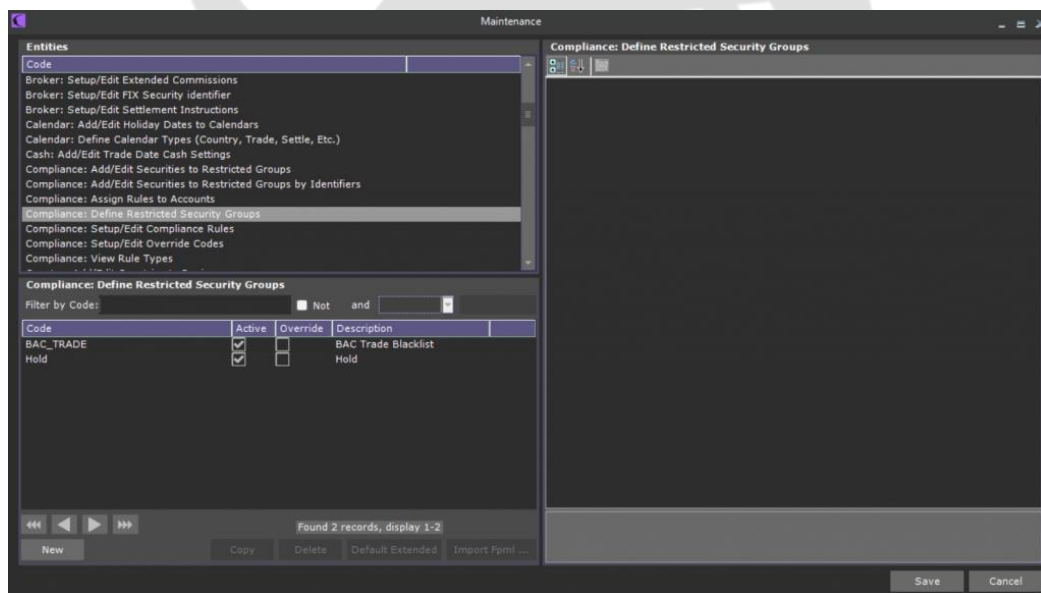 Maintenance
Entities
Code
Broker: Setup/Edit Extended Commissions
Broker: Setup/Edit FIX Security identifier
Broker: Setup/Edit Settlement Instructions
Calendar: Add/Edit Holiday Dates to Calendars
Calendar: Define Calendar Types (Country, Trade, Settle, Etc.)
Cash: Add/Edit Trade Date Cash Settings
Compliance: Add/Edit Securities to Restricted Groups
Compliance: Add/Edit Securities to Restricted Groups by Identifiers
Compliance: Assign Rules to Accounts
Compliance: Define Restricted Security Groups
Compliance: Setup/Edit Compliance Rules
Compliance: Setup/Edit Override Codes
Compliance: View Rule Types
Compliance: Define Restricted Security Groups
Filter by Code: Not and
Code Active Override Description
BAC_TRADE BAC Trade Blacklist
Hold Hold
Found 2 records, display 1-2
New Copy Delete Default Extended Import Fpml ...
Compliance: Define Restricted Security Groups
Save Cancel